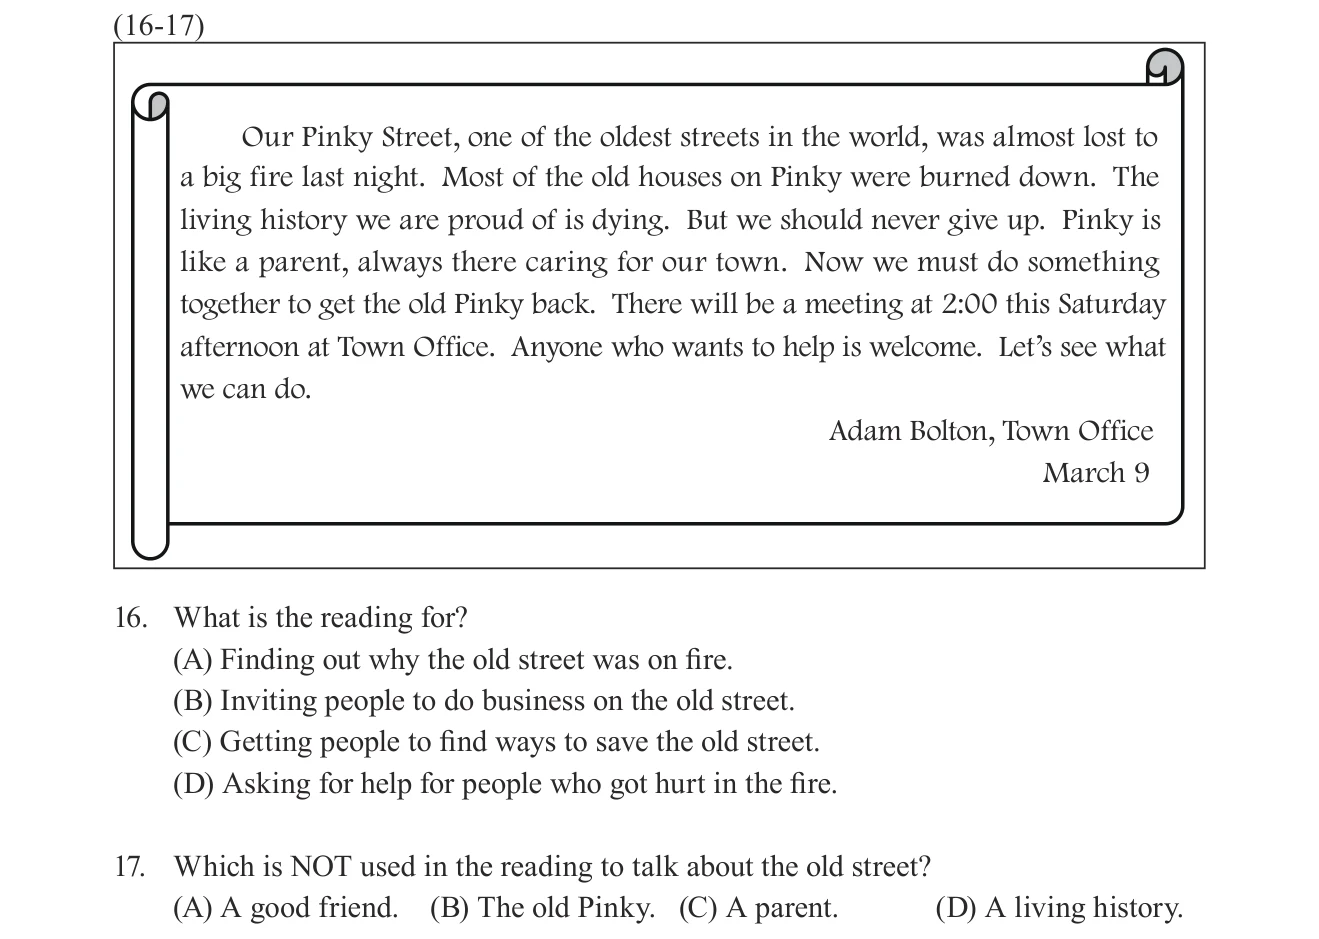 (16-17)
Our Pinky Street, one of the oldest streets in the world, was almost lost to
a big fire last night. Most of the old houses on Pinky were burned down. The
living history we are proud of is dying. But we should never give up. Pinky is
like a parent, always there caring for our town. Now we must do something
together to get the old Pinky back. There will be a meeting at 2:00 this Saturday
afternoon at Town Office. Anyone who wants to help is welcome. Let's see what
we can do.
Adam Bolton, Town Office
March 9
16. What is the reading for?
(A) Finding out why the old street was on fire.
(B) Inviting people to do business on the old street.
(C) Getting people to find ways to save the old street.
(D) Asking for help for people who got hurt in the fire.
17. Which is NOT used in the reading to talk about the old street?
(A) A good friend. (B) The old Pinky. (C) A parent. (D) A living history.